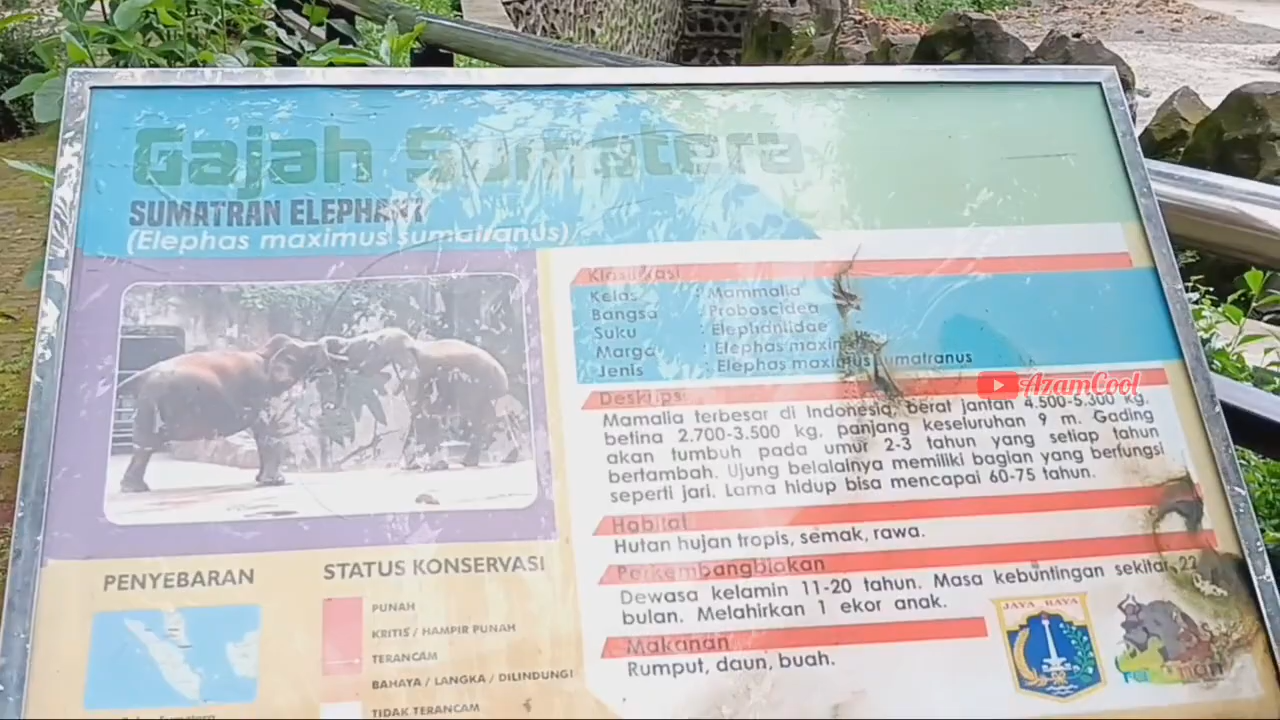 Gajah Sumatera
SUMATRAN ELEPHANT
(Elephas maximus sumatranus)
Klasifikasi
Kelas : Mammalia
Bangsa : Proboscidea
Suku : Elephantidae
Marga : Elephas
Jenis : Elephas maximus sumatranus
AzamCool
Deskripsi
Mamalia terbesar di Indonesia, berat jantan 4.500-5.300 kg.
betina 2.700-3.500 kg. panjang keseluruhan 9 m. Gading
akan tumbuh pada umur 2-3 tahun yang setiap tahun
bertambah. Ujung belalainya memiliki bagian yang berfungsi
seperti jari. Lama hidup bisa mencapai 60-75 tahun.
Habitat
Hutan hujan tropis, semak, rawa.
Perkembangbiakan
Dewasa kelamin 11-20 tahun. Masa kebuntingan sekitar 22
bulan. Melahirkan 1 ekor anak.
Makanan
Rumput, daun, buah.
PENYEBARAN
STATUS KONSERVASI
PUNAH
KRITIS / HAMPIR PUNAH
TERANCAM
BAHAYA / LANGKA / DILINDUNGI
TIDAK TERANCAM
JAYA RAYA